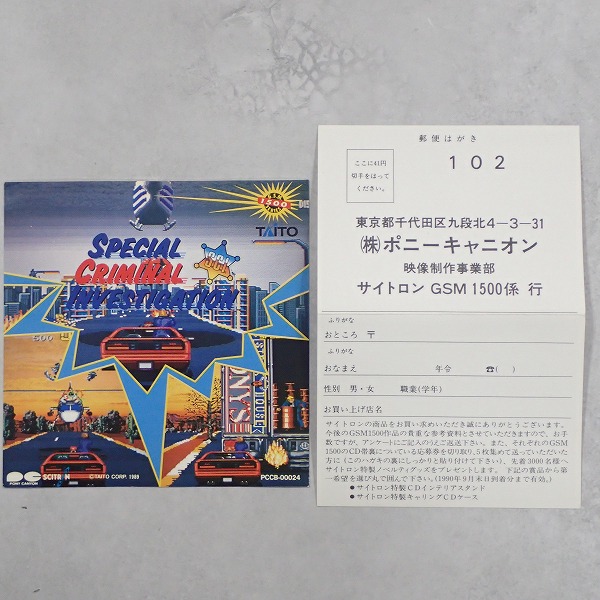 G.S.M. 1500 SERIES
TAITO
SPECIAL
CRIMINAL
INVESTIGATION
S.C.I.
PONY CANYON
SCITRON
© TAITO CORP. 1989
PCCB-00024
郵便はがき
ここに41円
切手をはって
ください。
102
東京都千代田区九段北4-3-31
㈱ポニーキャニオン
映像制作事業部
サイトロン GSM 1500係 行
ふりがな
おところ 〒
ふりがな
おなまえ 年令 ☎( )
性別 男・女 職業(学年)
お買い上げ店名
サイトロンの商品をお買い求めいただき誠にありがとうございます。
今後のGSM1500作品の貴重な参考資料とさせていただきますので、お手
数ですが、アンケートに記入のうえご返送下さい。また、それぞれのGSM
1500のCD帯裏についている応募券を切り取り、5枚集めて送っていただいた
方に(このハガキの裏にしっかりと貼り付けて下さい)、先着3000名様へ
サイトロン特製ノベルティグッズをプレゼントします。下記の賞品から第
一希望を選び丸で囲んで下さい。(1990年9月末日到着分まで有効。)
●サイトロン特製CDインテリアスタンド
●サイトロン特製キャリングCDケース